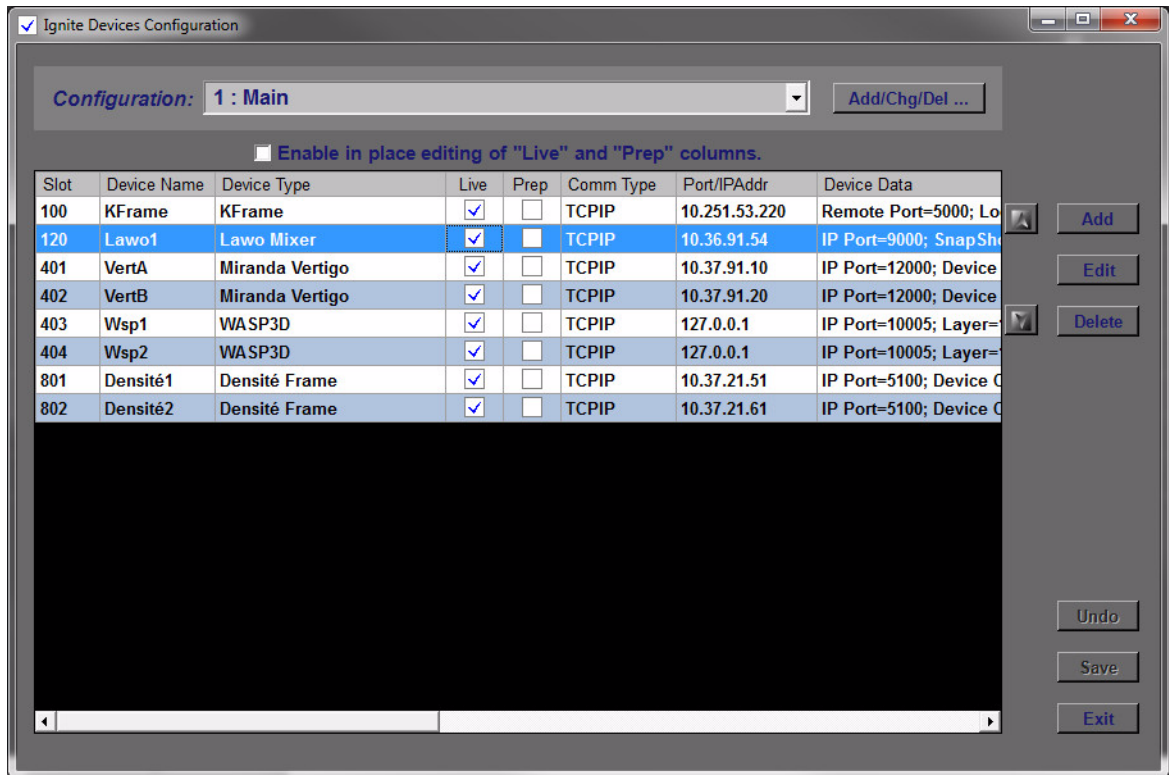 Ignite Devices Configuration
Configuration: 1 : Main Add/Chg/Del ...
Enable in place editing of "Live" and "Prep" columns.
Slot Device Name Device Type Live Prep Comm Type Port/IPAddr Device Data
100 KFrame KFrame TCPIP 10.251.53.220 Remote Port=5000; Lo
120 Lawo1 Lawo Mixer TCPIP 10.36.91.54 IP Port=9000; SnapSho
401 VertA Miranda Vertigo TCPIP 10.37.91.10 IP Port=12000; Device
402 VertB Miranda Vertigo TCPIP 10.37.91.20 IP Port=12000; Device
403 Wsp1 WASP3D TCPIP 127.0.0.1 IP Port=10005; Layer=1
404 Wsp2 WASP3D TCPIP 127.0.0.1 IP Port=10005; Layer=1
801 Densité1 Densité Frame TCPIP 10.37.21.51 IP Port=5100; Device C
802 Densité2 Densité Frame TCPIP 10.37.21.61 IP Port=5100; Device C
Add
Edit
Delete
Undo
Save
Exit